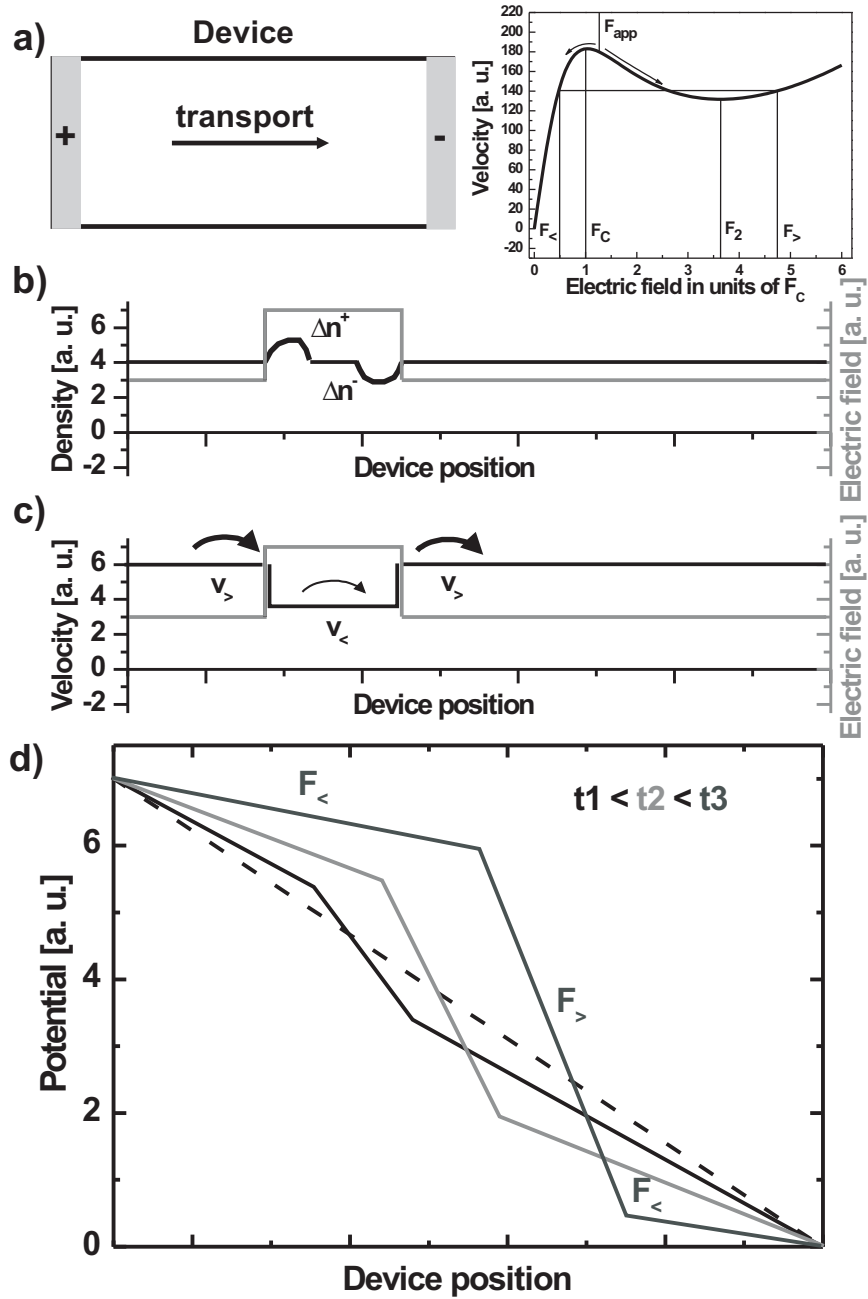 a)
Device
+
transport
-
Velocity [a. u.]
220
200
180
160
140
120
100
80
60
40
20
0
-20
F_app
F_<
F_C
F_2
F_>
0 1 2 3 4 5 6
Electric field in units of F_C
b)
Density [a. u.]
6
4
2
0
-2
Δn⁺
Δn⁻
Device position
Electric field [a. u.]
c)
Velocity [a. u.]
6
4
2
0
-2
v_>
v_<
v_>
Device position
Electric field [a. u.]
d)
Potential [a. u.]
6
4
2
0
F_<
t1 < t2 < t3
F_>
F_<
Device position